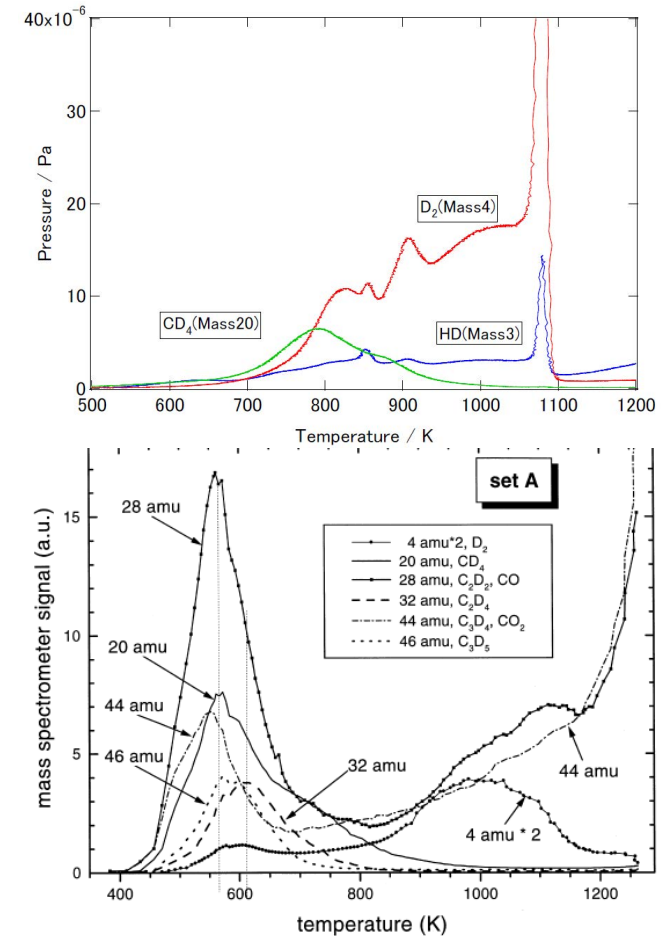 40x10⁻⁶
30
20
10
0
Pressure / Pa
D₂(Mass4)
CD₄(Mass20)
HD(Mass3)
500 600 700 800 900 1000 1100 1200
Temperature / K
set A
15
10
5
0
mass spectrometer signal (a.u.)
28 amu
20 amu
44 amu
46 amu
4 amu*2, D₂
20 amu, CD₄
28 amu, C₂D₂, CO
32 amu, C₂D₄
44 amu, C₃D₄, CO₂
46 amu, C₃D₅
32 amu
44 amu
4 amu * 2
400 600 800 1000 1200
temperature (K)